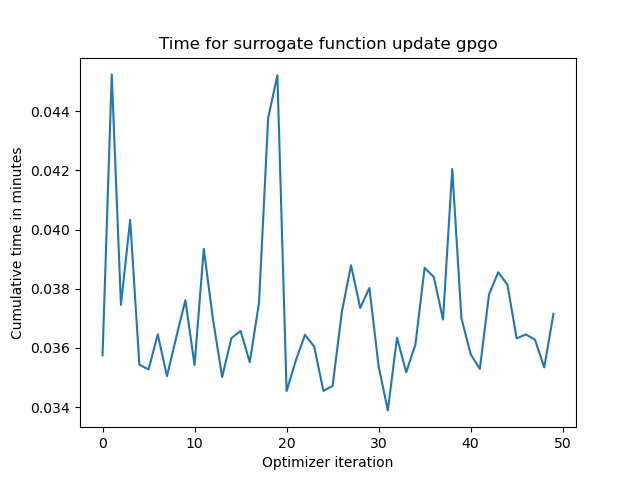 Time for surrogate function update gpgo
Cumulative time in minutes
0.044
0.042
0.040
0.038
0.036
0.034
0 10 20 30 40 50
Optimizer iteration